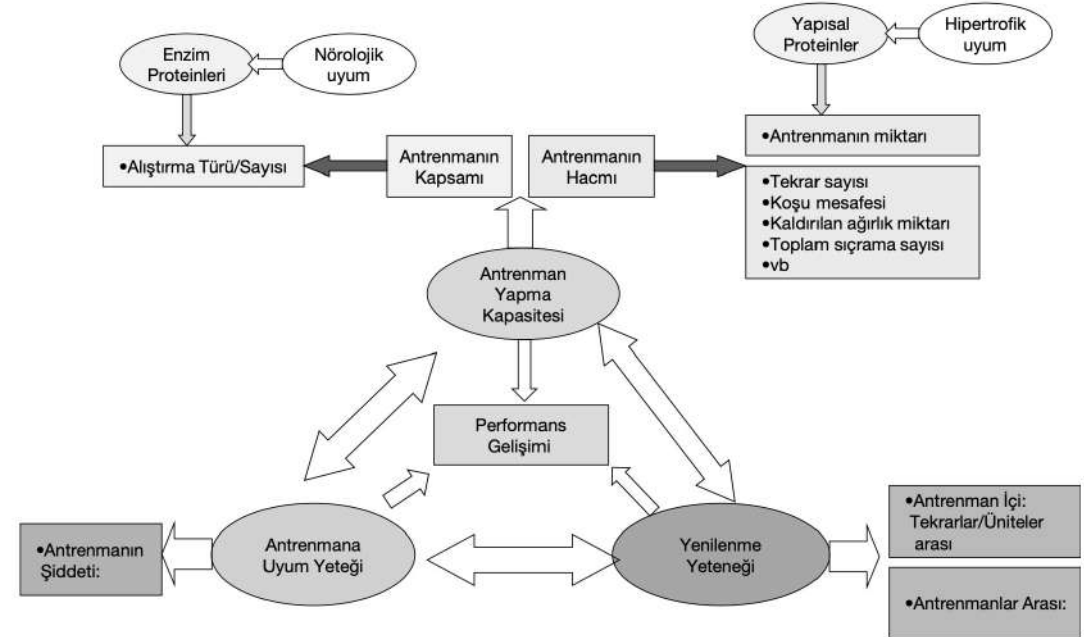 Enzim
Proteinleri
Nörolojik
uyum
Yapısal
Proteinler
Hipertrofik
uyum
•Alıştırma Türü/Sayısı
Antrenmanın
Kapsamı
Antrenmanın
Hacmı
•Antrenmanın miktarı
•Tekrar sayısı
•Koşu mesafesi
•Kaldırılan ağırlık miktarı
•Toplam sıçrama sayısı
•vb
Antrenman
Yapma
Kapasitesi
Performans
Gelişimi
•Antrenmanın
Şiddeti:
Antrenmana
Uyum Yeteği
Yenilenme
Yeteneği
•Antrenman İçi:
Tekrarlar/Üniteler
arası
•Antrenmanlar Arası: